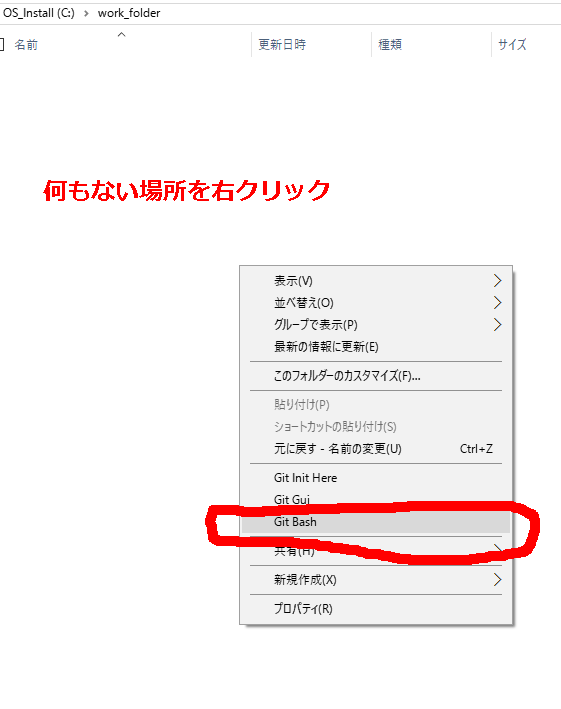 OS_Install (C:) › work_folder
名前 更新日時 種類 サイズ
何もない場所を右クリック
表示(V)
並べ替え(O)
グループで表示(P)
最新の情報に更新(E)
このフォルダーのカスタマイズ(F)...
貼り付け(P)
ショートカットの貼り付け(S)
元に戻す - 名前の変更(U) Ctrl+Z
Git Init Here
Git Gui
Git Bash
共有(H)
新規作成(X)
プロパティ(R)